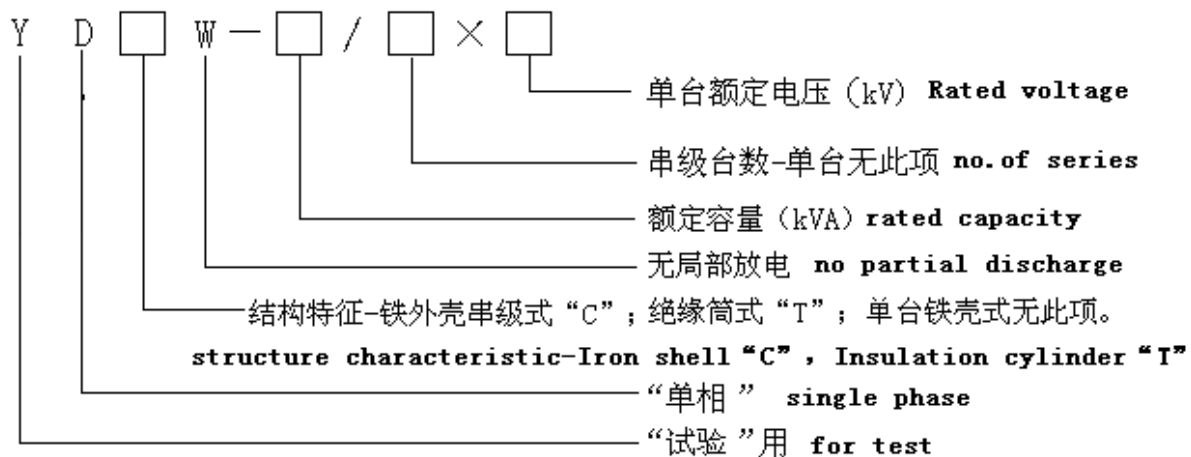 Y D □ W—□/□×□
单台额定电压（kV）Rated voltage
串级台数-单台无此项 no.of series
额定容量（kVA）rated capacity
无局部放电 no partial discharge
结构特征-铁外壳串级式“C”；绝缘筒式“T”；单台铁壳式无此项。
structure characteristic-Iron shell“C”，Insulation cylinder“T”
“单相 ” single phase
“试验 ”用 for test